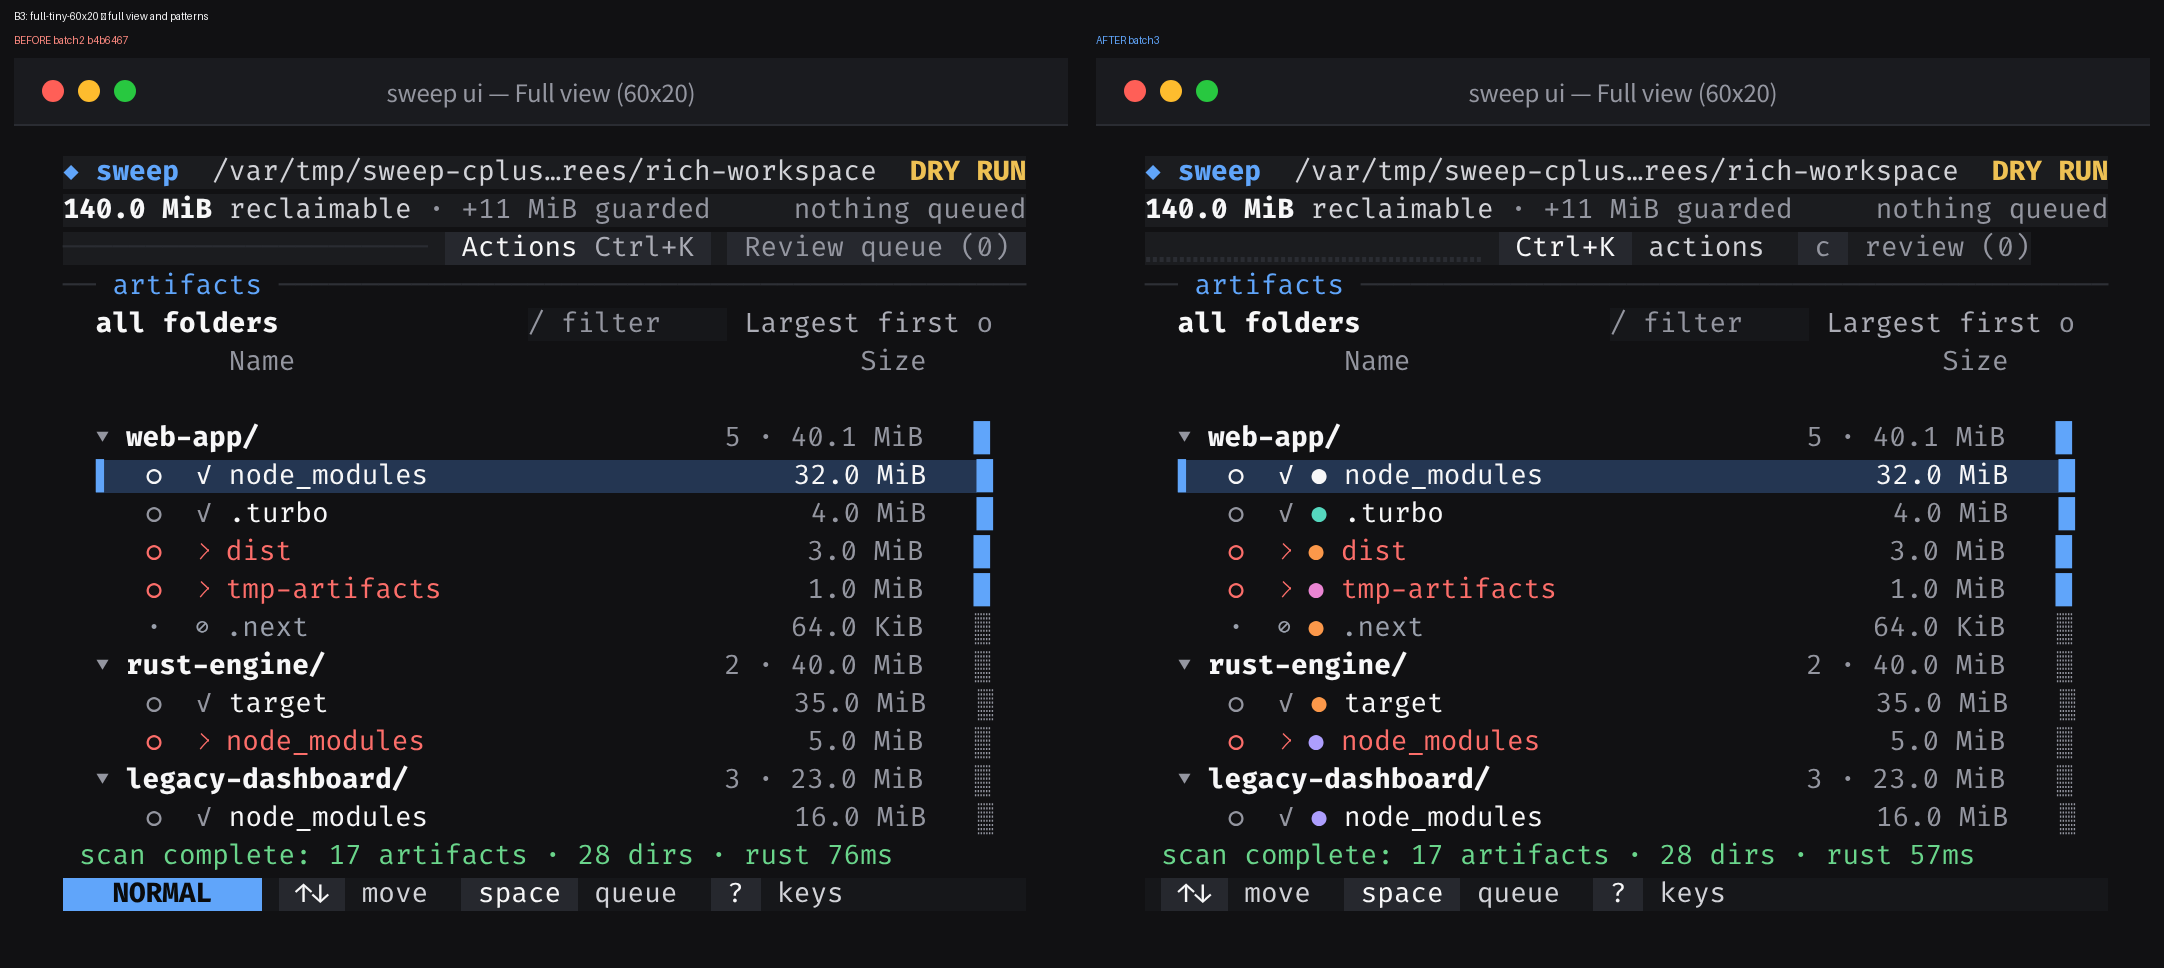 B3: full-tiny-60x20 full view and patterns
BEFORE batch2 b4b6467
sweep ui — Full view (60x20)
◆ sweep /var/tmp/sweep-cplus…rees/rich-workspace DRY RUN
140.0 MiB reclaimable · +11 MiB guarded nothing queued
Actions Ctrl+K Review queue (0)
artifacts
all folders / filter Largest first o
Name Size
▼ web-app/ 5 · 40.1 MiB
○ √ node_modules 32.0 MiB
○ √ .turbo 4.0 MiB
○ > dist 3.0 MiB
○ > tmp-artifacts 1.0 MiB
· ⊘ .next 64.0 KiB
▼ rust-engine/ 2 · 40.0 MiB
○ √ target 35.0 MiB
○ > node_modules 5.0 MiB
▼ legacy-dashboard/ 3 · 23.0 MiB
○ √ node_modules 16.0 MiB
scan complete: 17 artifacts · 28 dirs · rust 76ms
NORMAL ↑↓ move space queue ? keys
AFTER batch3
sweep ui — Full view (60x20)
◆ sweep /var/tmp/sweep-cplus…rees/rich-workspace DRY RUN
140.0 MiB reclaimable · +11 MiB guarded nothing queued
Ctrl+K actions c review (0)
artifacts
all folders / filter Largest first o
Name Size
▼ web-app/ 5 · 40.1 MiB
○ √ ● node_modules 32.0 MiB
○ √ ● .turbo 4.0 MiB
○ > ● dist 3.0 MiB
○ > ● tmp-artifacts 1.0 MiB
· ⊘ ● .next 64.0 KiB
▼ rust-engine/ 2 · 40.0 MiB
○ √ ● target 35.0 MiB
○ > ● node_modules 5.0 MiB
▼ legacy-dashboard/ 3 · 23.0 MiB
○ √ ● node_modules 16.0 MiB
scan complete: 17 artifacts · 28 dirs · rust 57ms
↑↓ move space queue ? keys